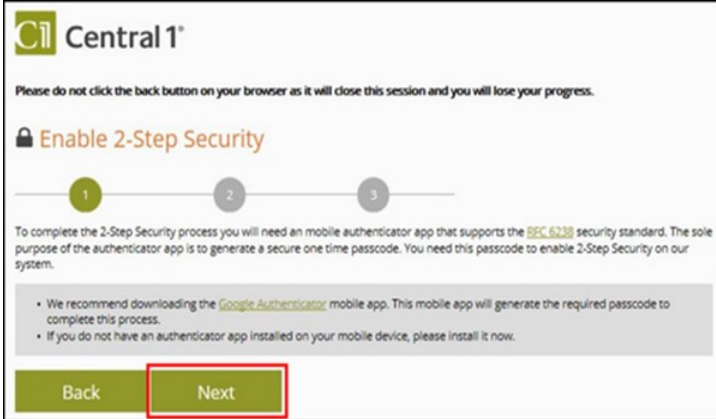 C1 Central 1®
Please do not click the back button on your browser as it will close this session and you will lose your progress.
Enable 2-Step Security
1 2 3
To complete the 2-Step Security process you will need an mobile authenticator app that supports the RFC 6238 security standard. The sole
purpose of the authenticator app is to generate a secure one time passcode. You need this passcode to enable 2-Step Security on our
system.
• We recommend downloading the Google Authenticator mobile app. This mobile app will generate the required passcode to
complete this process.
• If you do not have an authenticator app installed on your mobile device, please install it now.
Back Next